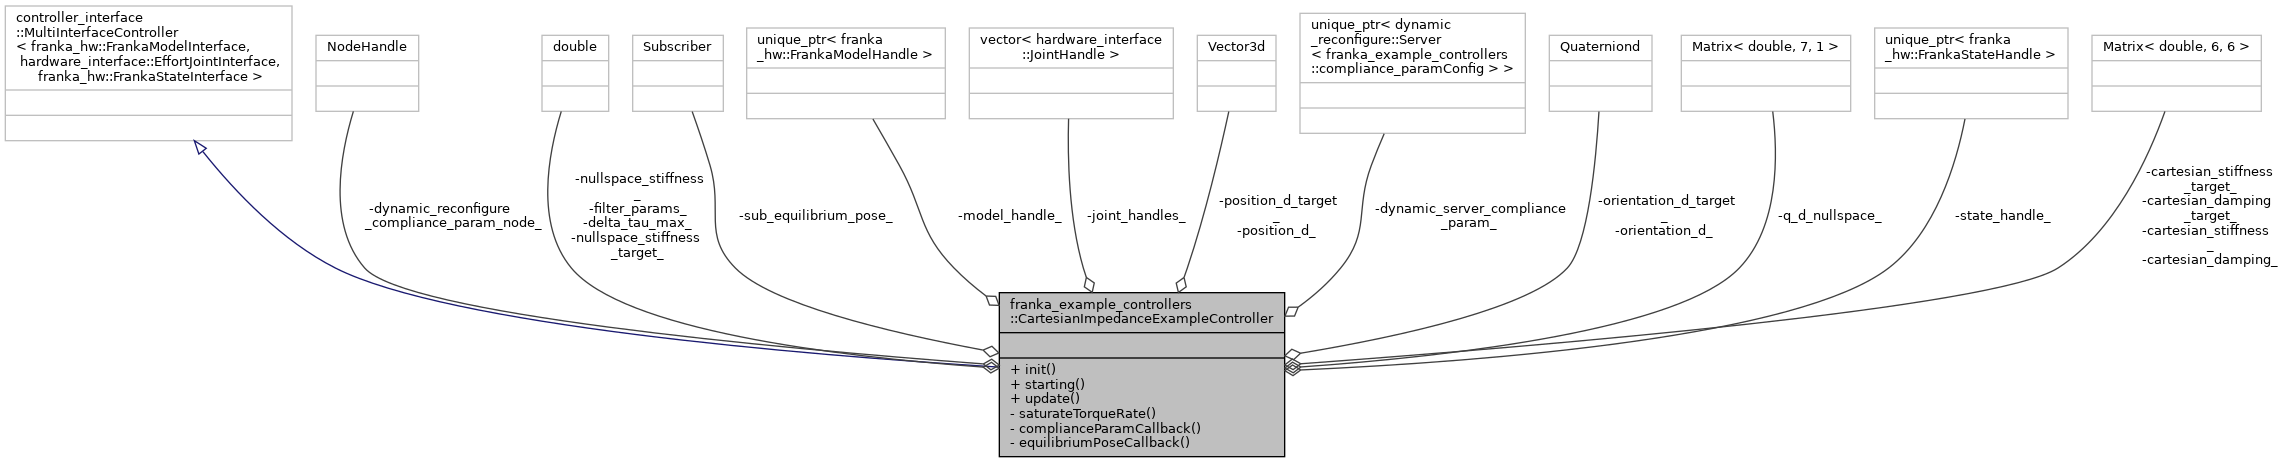 controller_interface
::MultiInterfaceController
< franka_hw::FrankaModelInterface,
hardware_interface::EffortJointInterface,
franka_hw::FrankaStateInterface >
NodeHandle
double
Subscriber
unique_ptr< franka
_hw::FrankaModelHandle >
vector< hardware_interface
::JointHandle >
Vector3d
unique_ptr< dynamic
_reconfigure::Server
< franka_example_controllers
::compliance_paramConfig > >
Quaterniond
Matrix< double, 7, 1 >
unique_ptr< franka
_hw::FrankaStateHandle >
Matrix< double, 6, 6 >
-dynamic_reconfigure
_compliance_param_node_
-nullspace_stiffness
_
-filter_params_
-delta_tau_max_
-nullspace_stiffness
_target_
-sub_equilibrium_pose_
-model_handle_
-joint_handles_
-position_d_target
_
-position_d_
-dynamic_server_compliance
_param_
-orientation_d_target
_
-orientation_d_
-q_d_nullspace_
-state_handle_
-cartesian_stiffness
_target_
-cartesian_damping
_target_
-cartesian_stiffness
_
-cartesian_damping_
franka_example_controllers
::CartesianImpedanceExampleController
+ init()
+ starting()
+ update()
- saturateTorqueRate()
- complianceParamCallback()
- equilibriumPoseCallback()